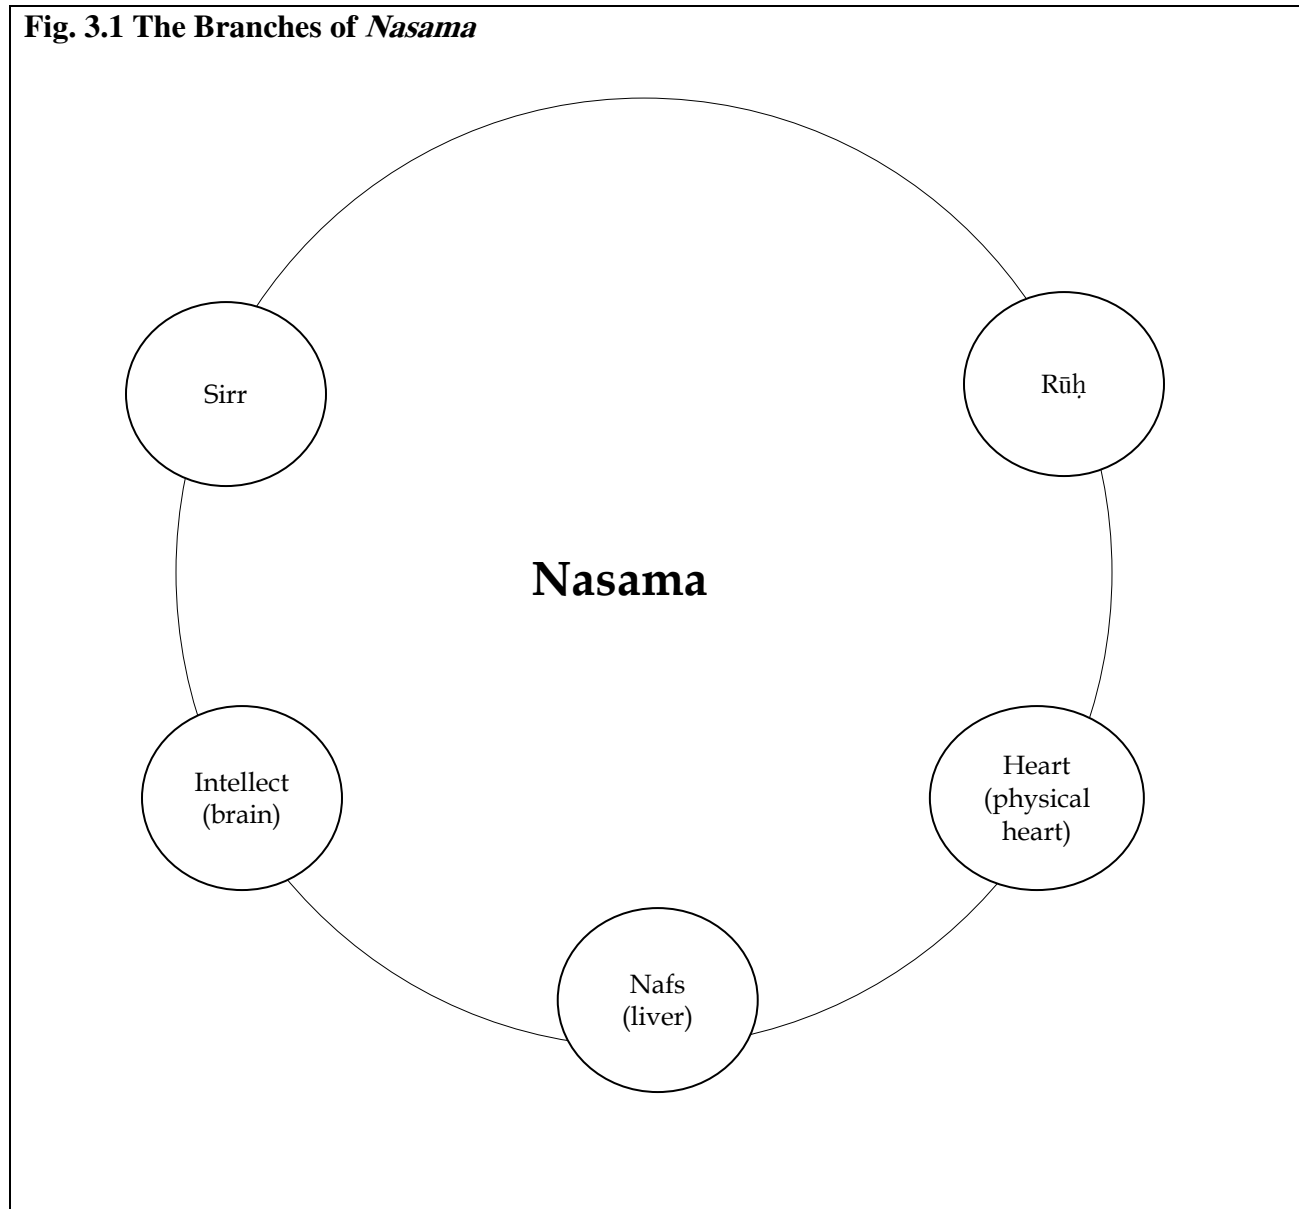 Fig. 3.1 The Branches of Nasama
Sirr
Rūḥ
Nasama
Intellect
(brain)
Heart
(physical
heart)
Nafs
(liver)